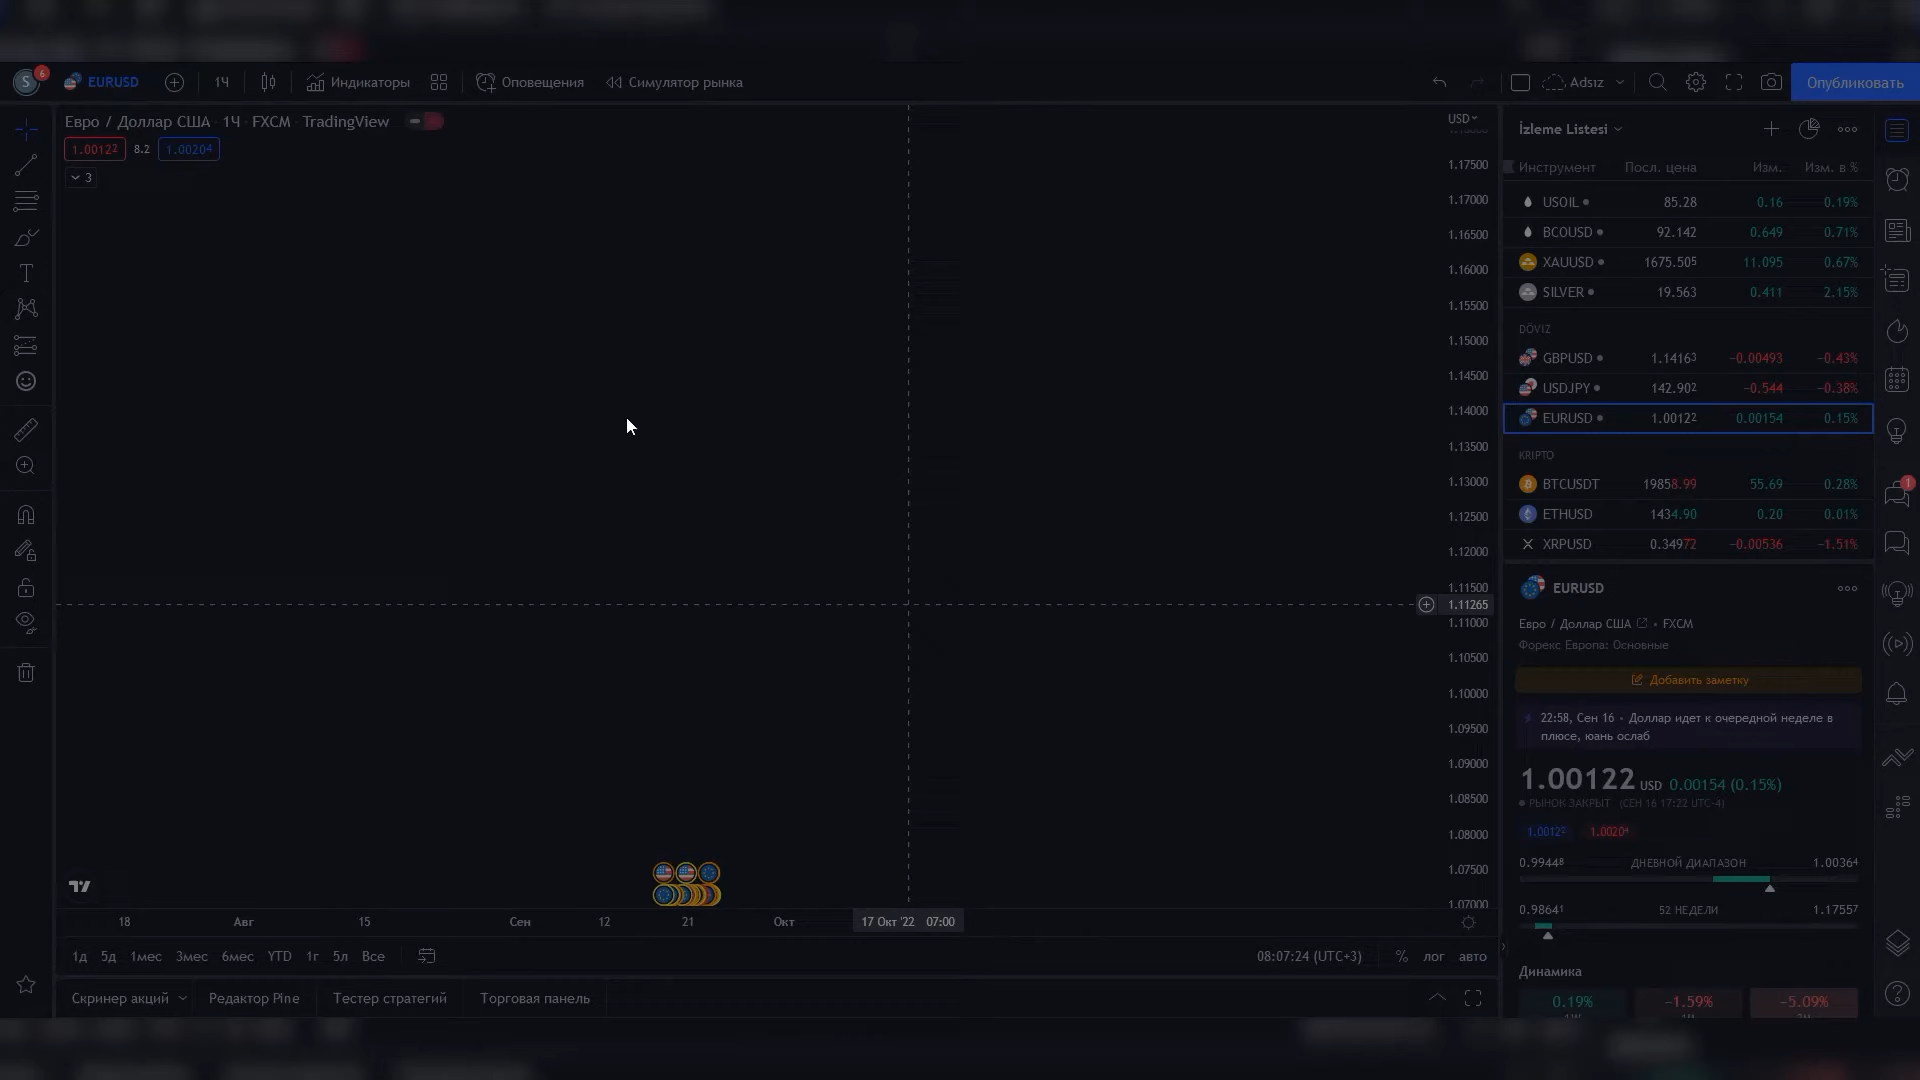 S 6 EURUSD 1Ч Индикаторы Оповещения Симулятор рынка Adsız Опубликовать
Евро / Доллар США · 1Ч · FXCM · TradingView
1.00122 8.2 1.00204
3
USD
1.17500
1.17000
1.16500
1.16000
1.15500
1.15000
1.14500
1.14000
1.13500
1.13000
1.12500
1.12000
1.11500
1.11265
1.11000
1.10500
1.10000
1.09500
1.09000
1.08500
1.08000
1.07500
1.07000
18 Авг 15 Сен 12 21 Окт 17 Окт '22 07:00
1д 5д 1мес 3мес 6мес YTD 1г 5л Все 08:07:24 (UTC+3) % лог авто
Скринер акций Редактор Pine Тестер стратегий Торговая панель
İzleme Listesi
Инструмент Посл. цена Изм. Изм. в %
USOIL 85.28 0.16 0.19%
BCOUSD 92.142 0.649 0.71%
XAUUSD 1675.505 11.095 0.67%
SILVER 19.563 0.411 2.15%
DÖVIZ
GBPUSD 1.14163 −0.00493 −0.43%
USDJPY 142.902 −0.544 −0.38%
EURUSD 1.00122 0.00154 0.15%
KRIPTO
BTCUSDT 19858.99 55.69 0.28%
ETHUSD 1434.90 0.20 0.01%
XRPUSD 0.34972 −0.00536 −1.51%
1
EURUSD
Евро / Доллар США • FXCM
Форекс Европа: Основные
Добавить заметку
22:58, Сен 16 • Доллар идет к очередной неделе в
плюсе, юань ослаб
1.00122 USD 0.00154 (0.15%)
РЫНОК ЗАКРЫТ (СЕН 16 17:22 UTC-4)
1.00122 1.00204
0.99448 ДНЕВНОЙ ДИАПАЗОН 1.00364
0.98641 52 НЕДЕЛИ 1.17557
Динамика
0.19% −1.59% −5.09%